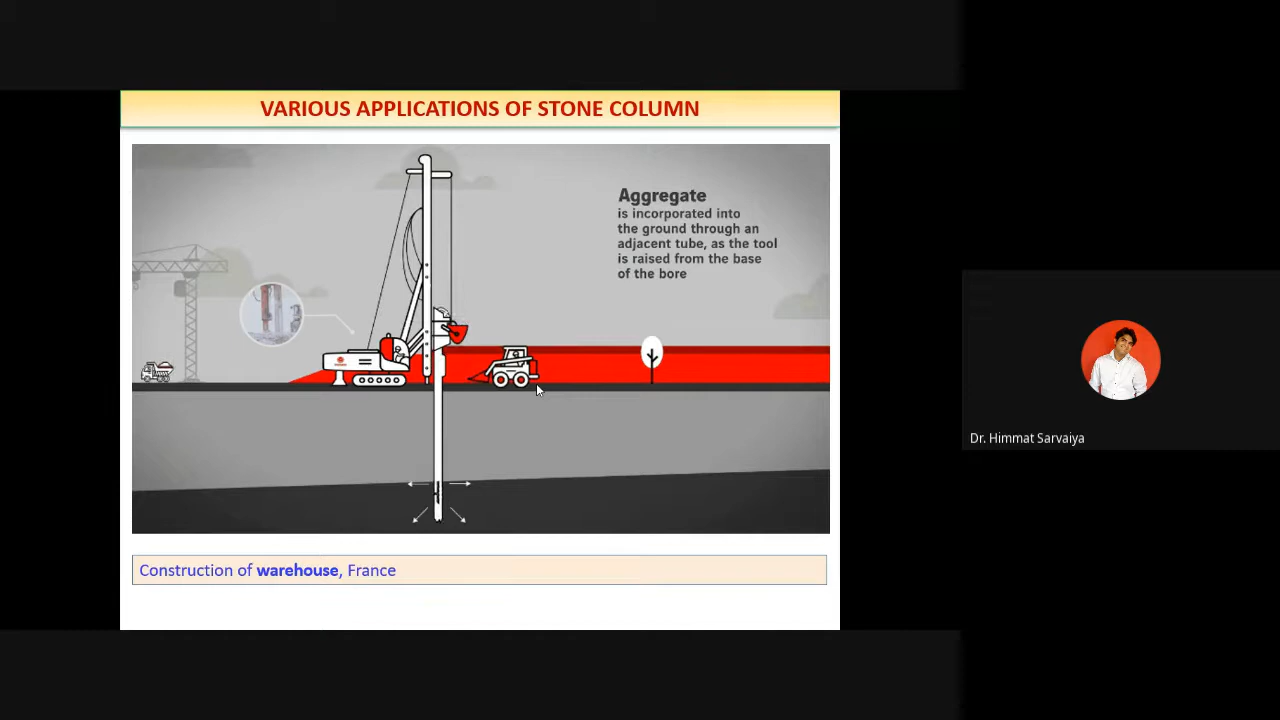 VARIOUS APPLICATIONS OF STONE COLUMN
Aggregate
is incorporated into
the ground through an
adjacent tube, as the tool
is raised from the base
of the bore
Construction of warehouse, France
Dr. Himmat Sarvaiya